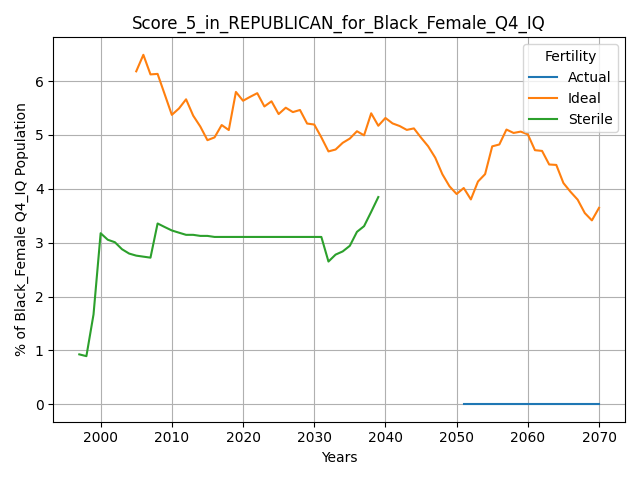 Score_5_in_REPUBLICAN_for_Black_Female_Q4_IQ
% of Black_Female Q4_IQ Population
6
5
4
3
2
1
0
Fertility
Actual
Ideal
Sterile
2000 2010 2020 2030 2040 2050 2060 2070
Years